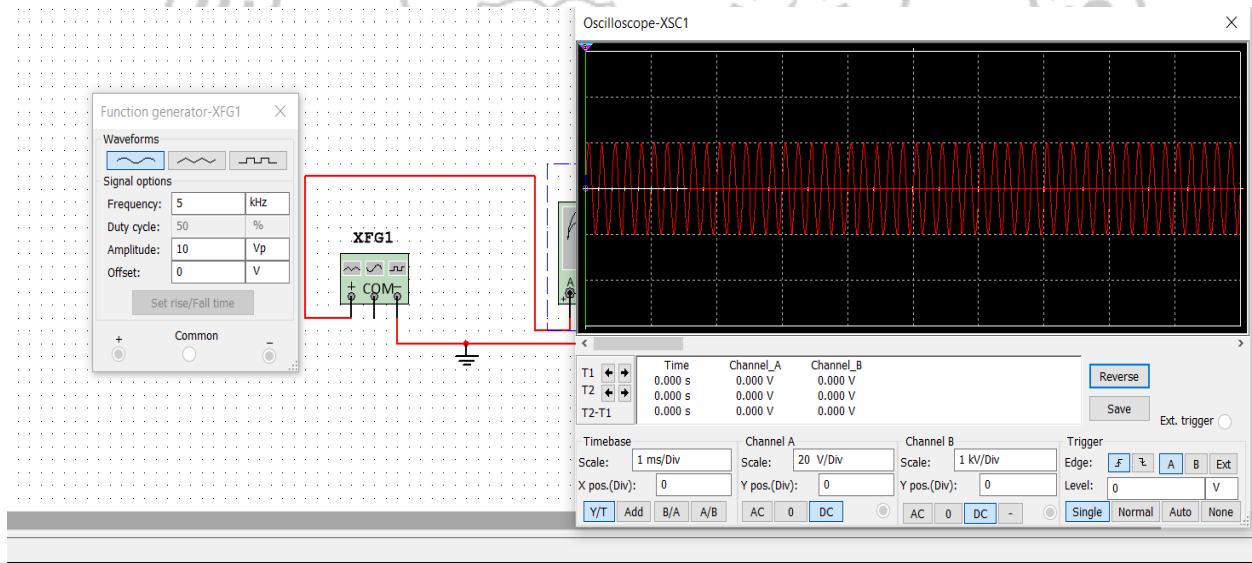 Oscilloscope-XSC1
Function generator-XFG1
Waveforms
Signal options
Frequency: 5 kHz
Duty cycle: 50 %
Amplitude: 10 Vp
Offset: 0 V
Set rise/Fall time
+ Common −
XFG1
+ COM −
A
+
T1
T2
T2-T1
Time Channel_A Channel_B
0.000 s 0.000 V 0.000 V
0.000 s 0.000 V 0.000 V
0.000 s 0.000 V 0.000 V
Reverse
Save
Ext. trigger
Timebase
Scale: 1 ms/Div
X pos.(Div): 0
Y/T Add B/A A/B
Channel A
Scale: 20 V/Div
Y pos.(Div): 0
AC 0 DC
Channel B
Scale: 1 kV/Div
Y pos.(Div): 0
AC 0 DC -
Trigger
Edge: A B Ext
Level: 0 V
Single Normal Auto None